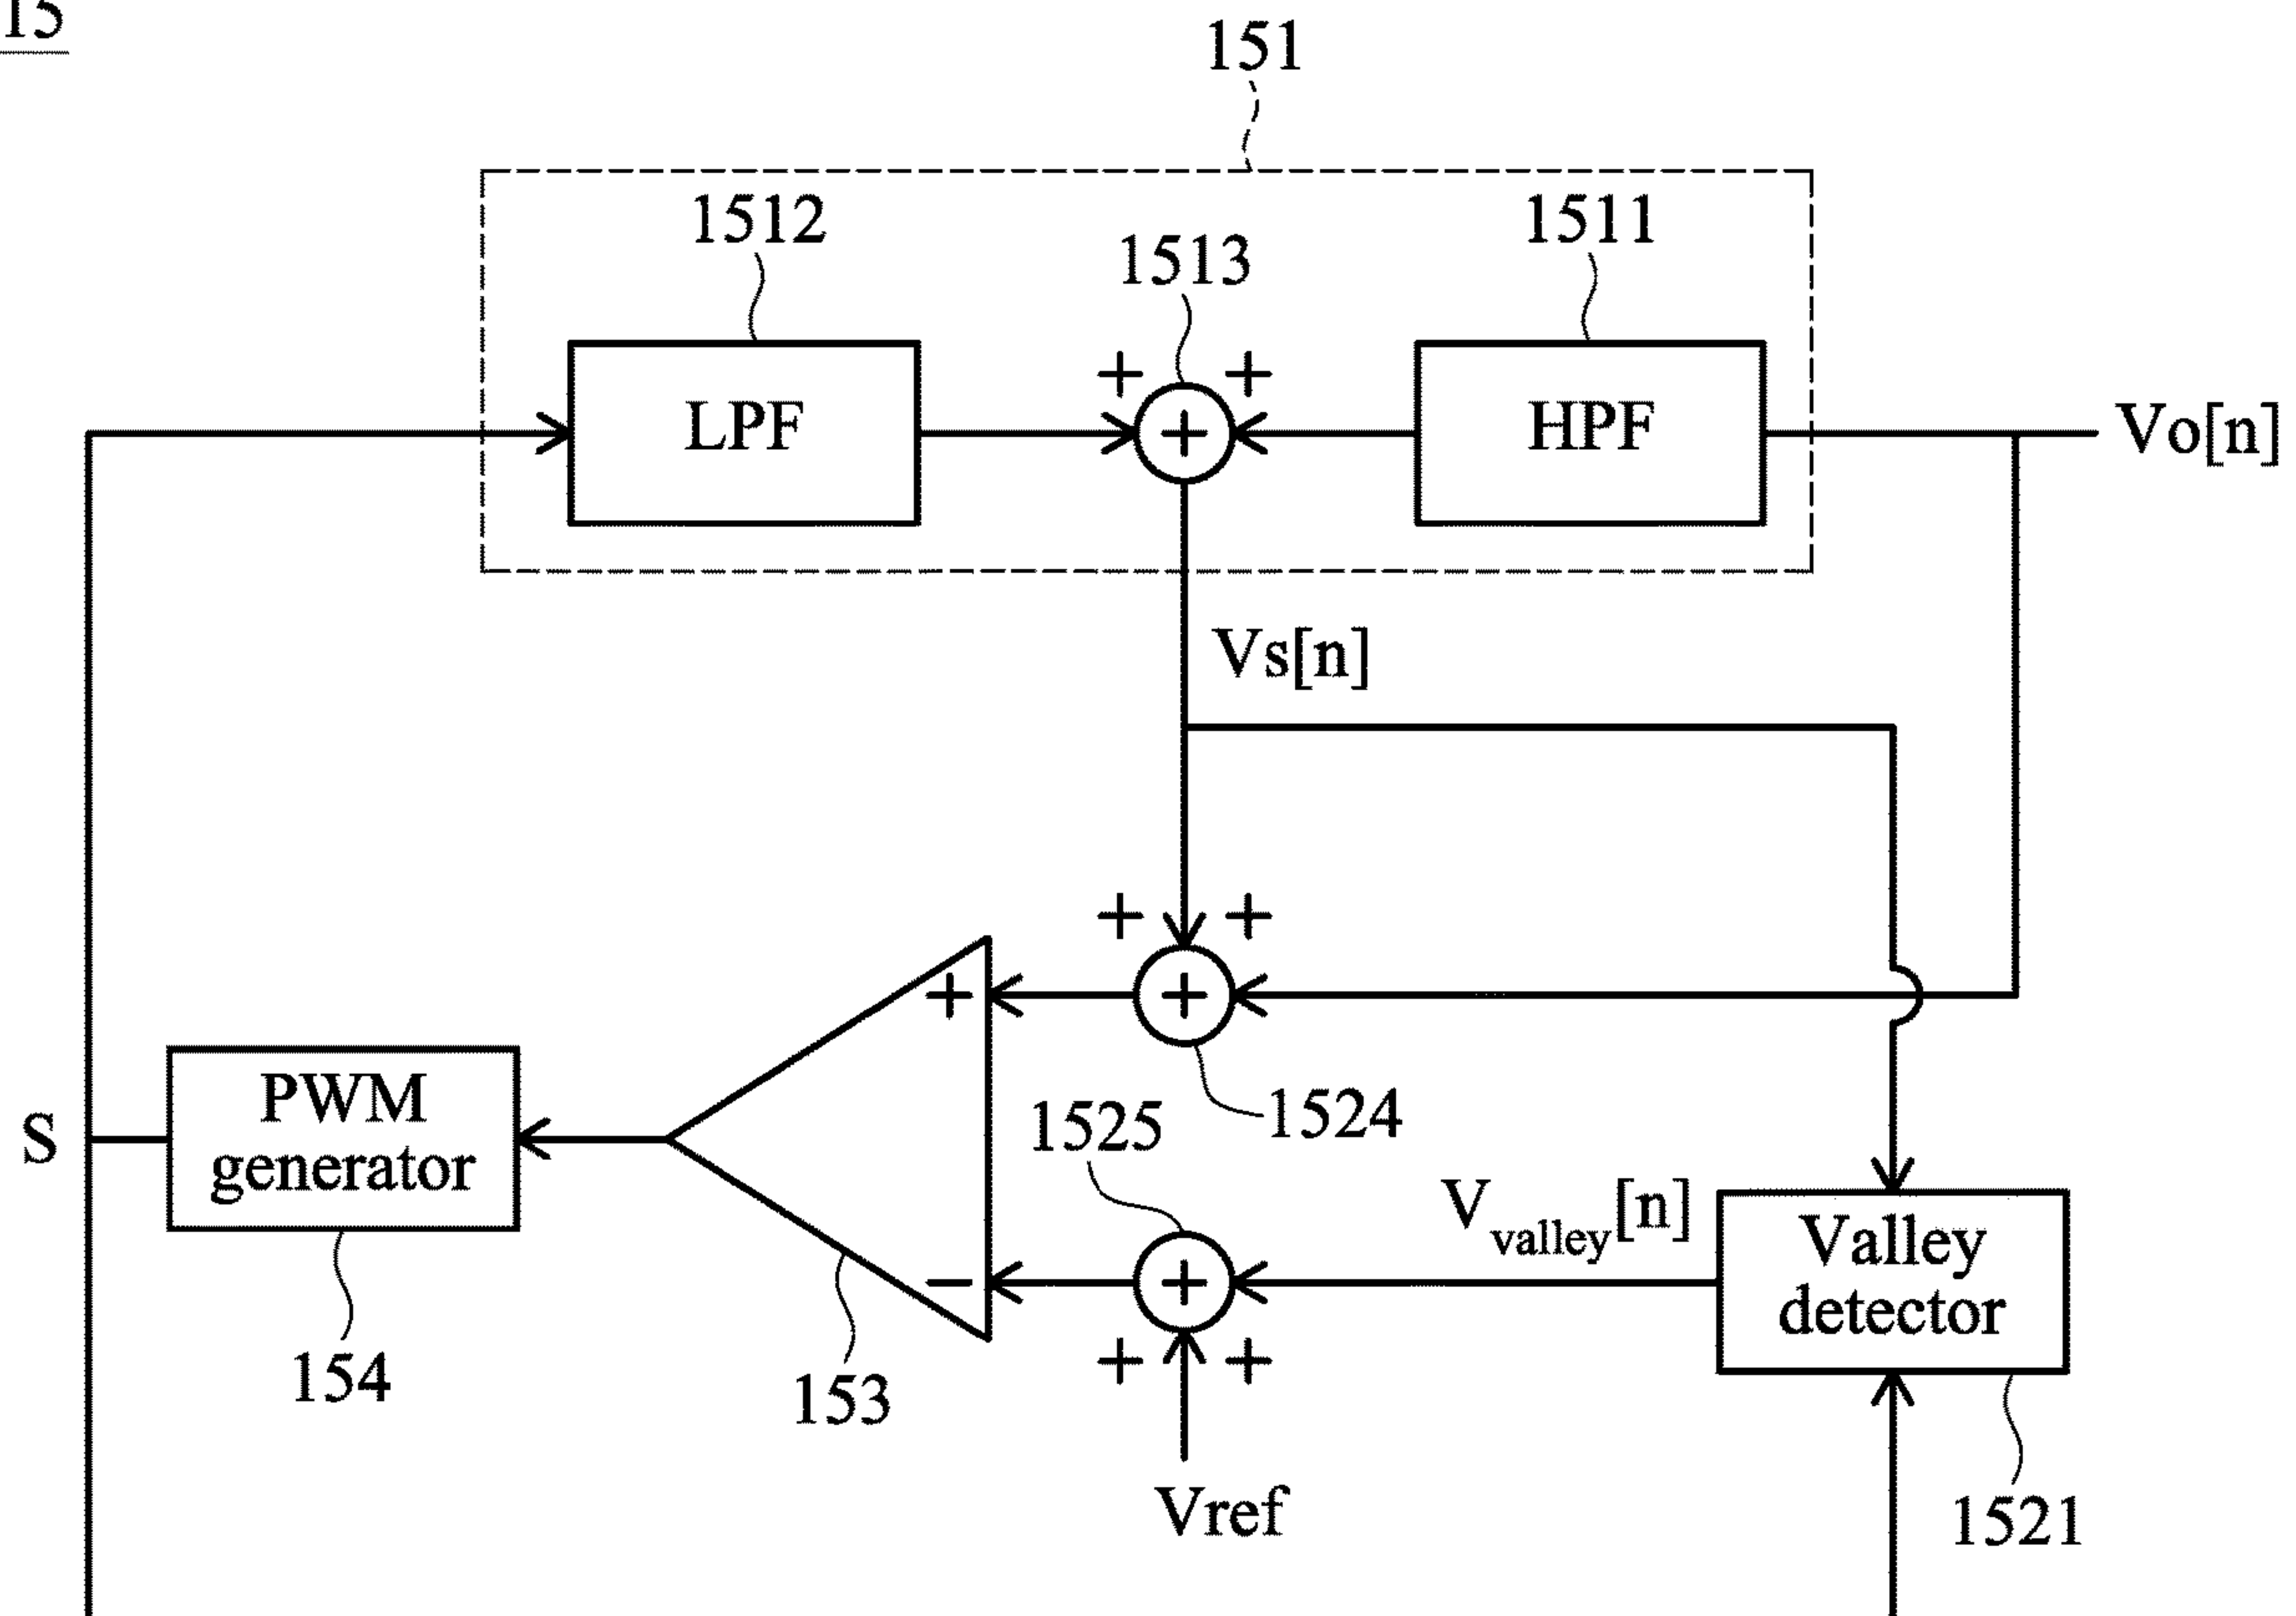 15
151
1512
1513
1511
+ +
LPF
+
HPF
Vo[n]
Vs[n]
+ +
+
+
1524
PWM
generator
S
1525
V valley [n]
Valley
detector
−
+
+ +
154
153
Vref
1521